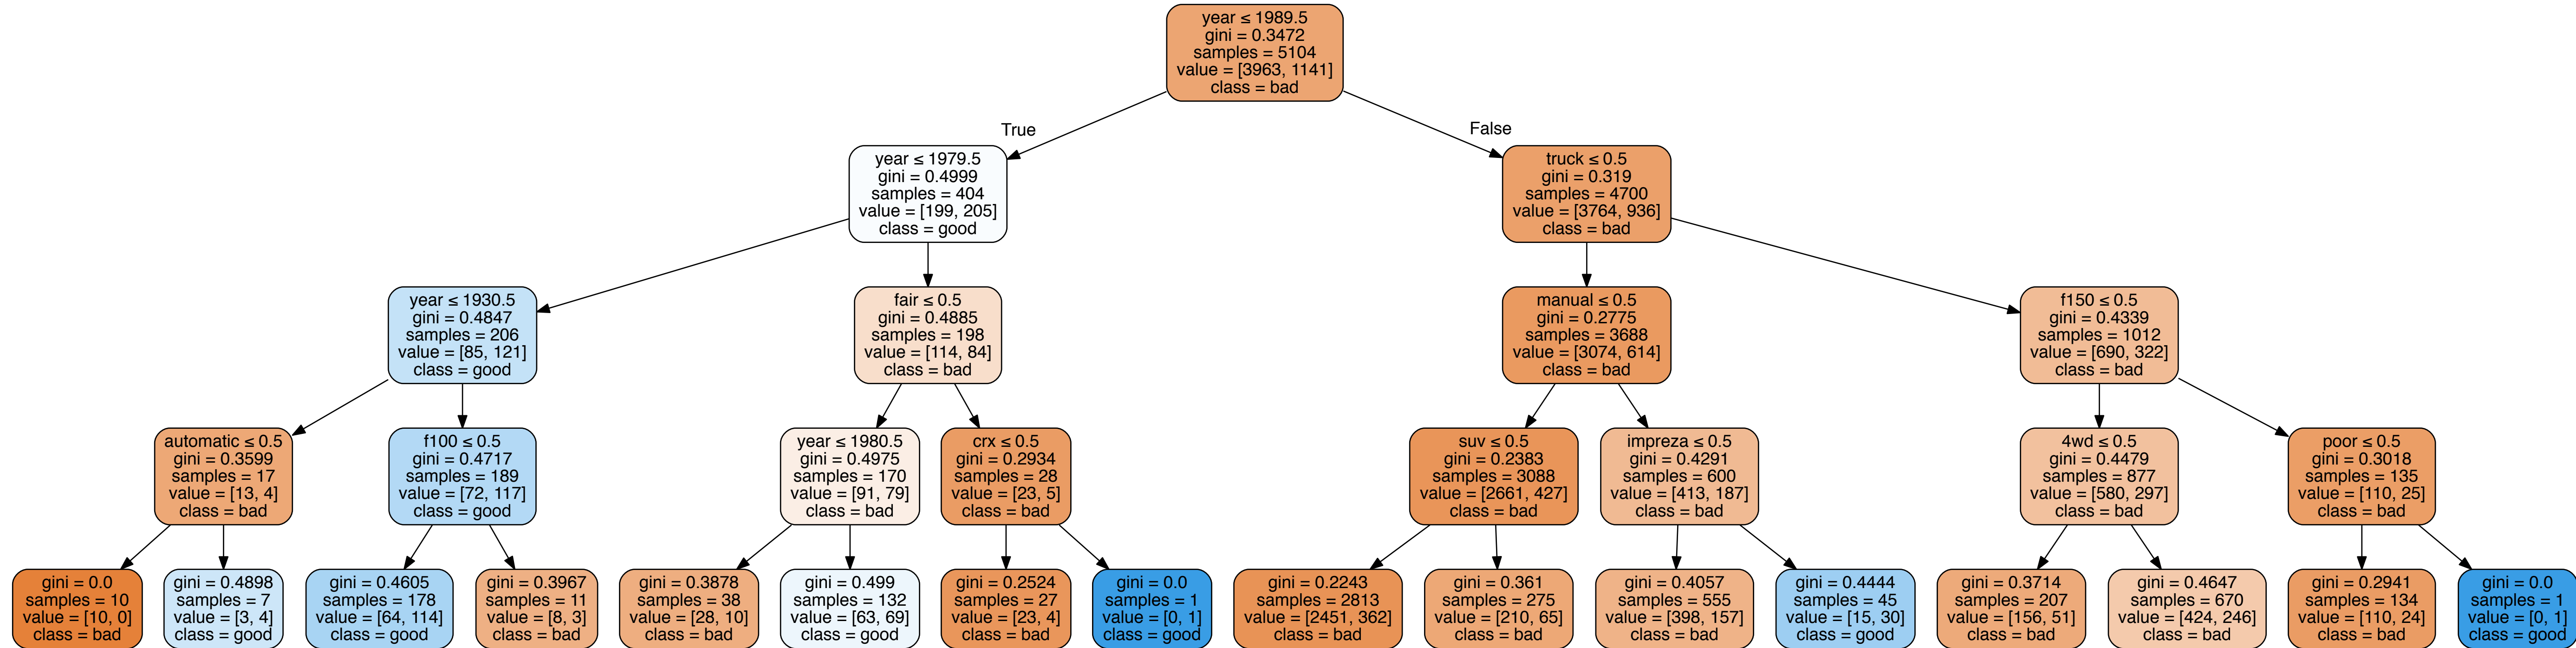 year ≤ 1989.5
gini = 0.3472
samples = 5104
value = [3963, 1141]
class = bad
True
False
year ≤ 1979.5
gini = 0.4999
samples = 404
value = [199, 205]
class = good
truck ≤ 0.5
gini = 0.319
samples = 4700
value = [3764, 936]
class = bad
year ≤ 1930.5
gini = 0.4847
samples = 206
value = [85, 121]
class = good
fair ≤ 0.5
gini = 0.4885
samples = 198
value = [114, 84]
class = bad
manual ≤ 0.5
gini = 0.2775
samples = 3688
value = [3074, 614]
class = bad
f150 ≤ 0.5
gini = 0.4339
samples = 1012
value = [690, 322]
class = bad
automatic ≤ 0.5
gini = 0.3599
samples = 17
value = [13, 4]
class = bad
f100 ≤ 0.5
gini = 0.4717
samples = 189
value = [72, 117]
class = good
year ≤ 1980.5
gini = 0.4975
samples = 170
value = [91, 79]
class = bad
crx ≤ 0.5
gini = 0.2934
samples = 28
value = [23, 5]
class = bad
suv ≤ 0.5
gini = 0.2383
samples = 3088
value = [2661, 427]
class = bad
impreza ≤ 0.5
gini = 0.4291
samples = 600
value = [413, 187]
class = bad
4wd ≤ 0.5
gini = 0.4479
samples = 877
value = [580, 297]
class = bad
poor ≤ 0.5
gini = 0.3018
samples = 135
value = [110, 25]
class = bad
gini = 0.0
samples = 10
value = [10, 0]
class = bad
gini = 0.4898
samples = 7
value = [3, 4]
class = good
gini = 0.4605
samples = 178
value = [64, 114]
class = good
gini = 0.3967
samples = 11
value = [8, 3]
class = bad
gini = 0.3878
samples = 38
value = [28, 10]
class = bad
gini = 0.499
samples = 132
value = [63, 69]
class = good
gini = 0.2524
samples = 27
value = [23, 4]
class = bad
gini = 0.0
samples = 1
value = [0, 1]
class = good
gini = 0.2243
samples = 2813
value = [2451, 362]
class = bad
gini = 0.361
samples = 275
value = [210, 65]
class = bad
gini = 0.4057
samples = 555
value = [398, 157]
class = bad
gini = 0.4444
samples = 45
value = [15, 30]
class = good
gini = 0.3714
samples = 207
value = [156, 51]
class = bad
gini = 0.4647
samples = 670
value = [424, 246]
class = bad
gini = 0.2941
samples = 134
value = [110, 24]
class = bad
gini = 0.0
samples = 1
value = [0, 1]
class = good